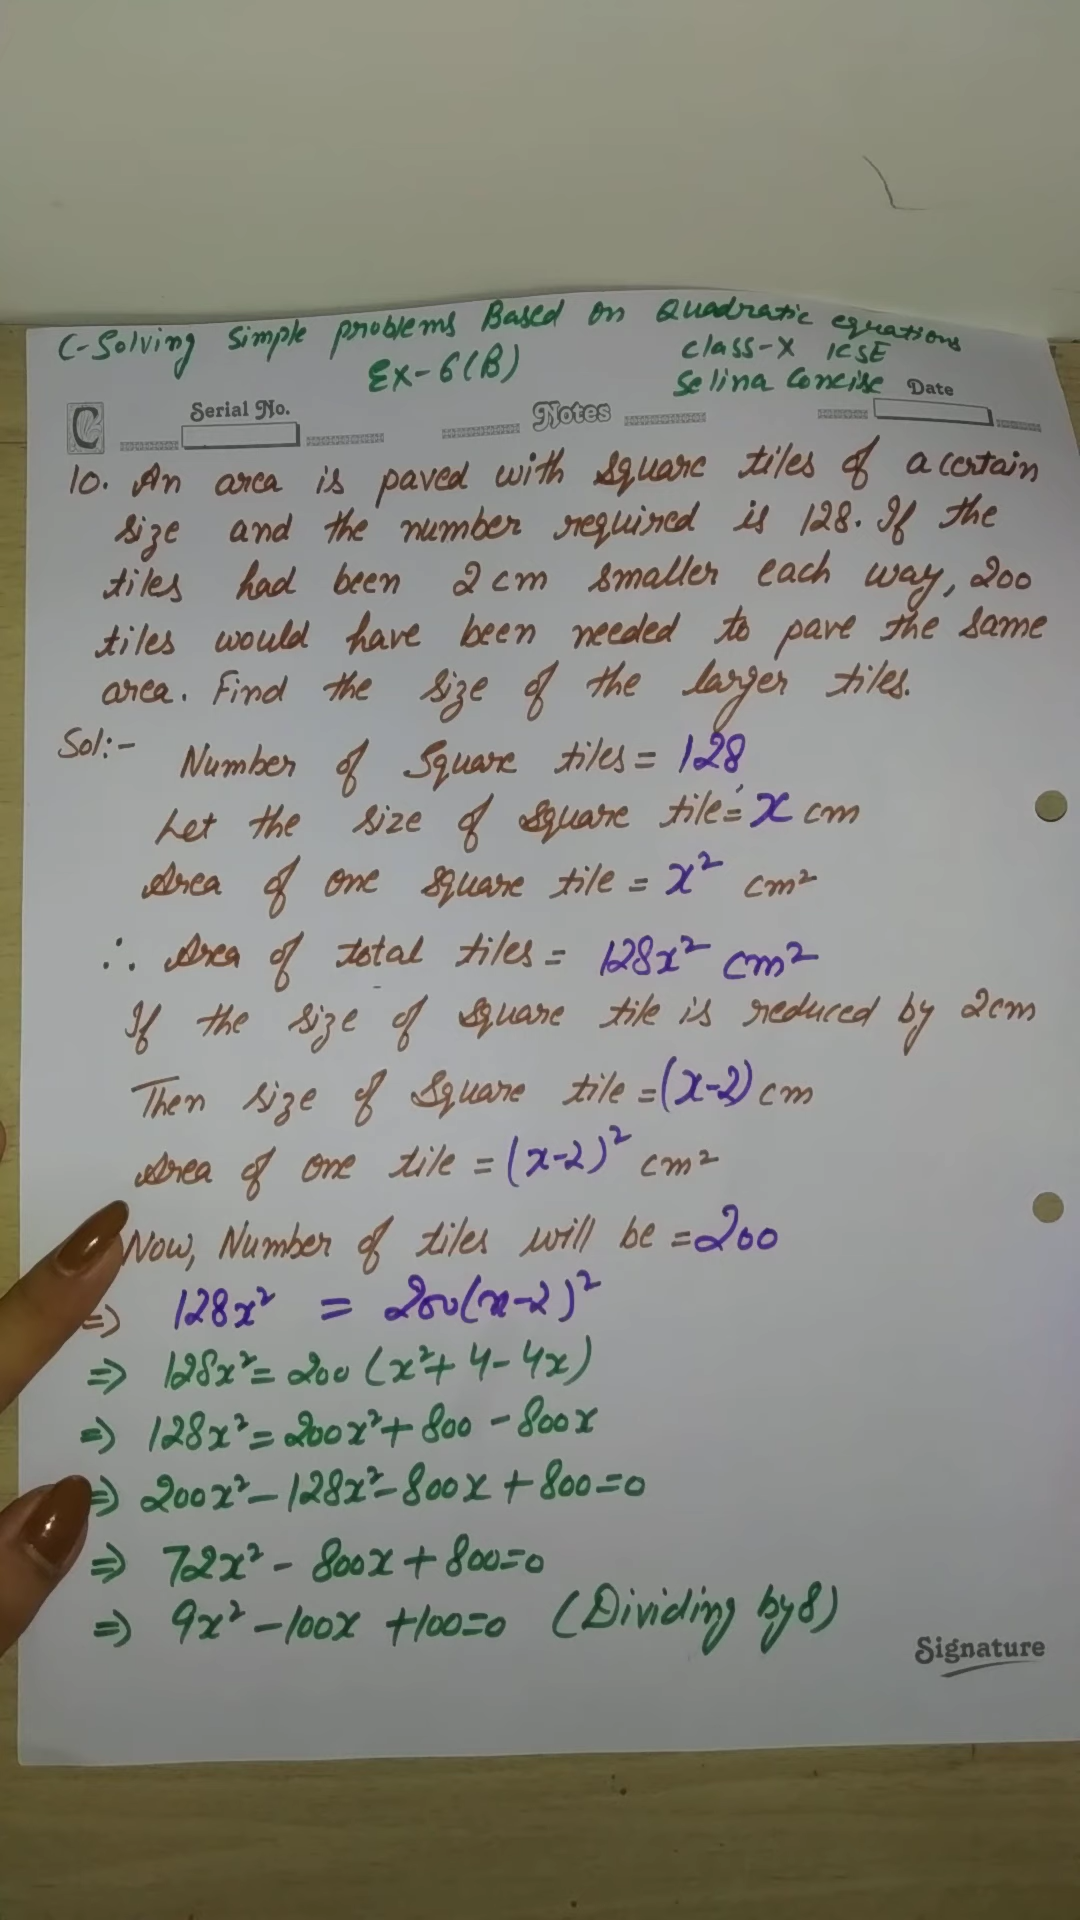 C-Solving Simple problems Based on Quadratic equations
Ex-6(B)
class-X ICSE
Selina Concise
C
Serial No.
Notes
Date
10. An area is paved with square tiles of a certain
size and the number required is 128. If the
tiles had been 2 cm smaller each way, 200
tiles would have been needed to pave the same
area. Find the size of the larger tiles.
Sol:-
Number of Square tiles = 128
Let the size of square tile = x cm
Area of one square tile = x² cm²
∴ Area of total tiles = 128x² cm²
If the size of square tile is reduced by 2cm
Then size of Square tile = (x-2) cm
Area of one tile = (x-2)² cm²
Now, Number of tiles will be = 200
⇒ 128x² = 200(x-2)²
⇒ 128x² = 200 (x²+ 4 - 4x)
⇒ 128x² = 200x² + 800 - 800x
⇒ 200x² - 128x² - 800x + 800 = 0
⇒ 72x² - 800x + 800 = 0
⇒ 9x² - 100x + 100 = 0 (Dividing by 8)
Signature